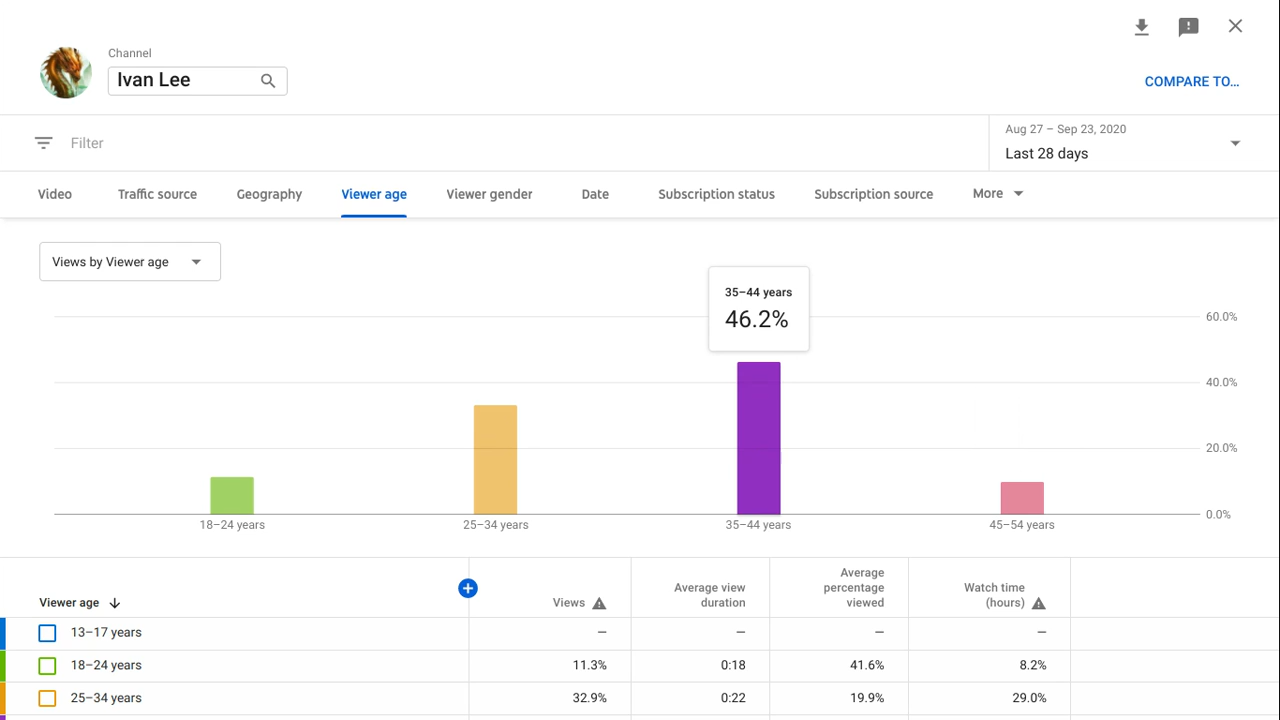 Channel
Ivan Lee
COMPARE TO...
Filter
Aug 27 – Sep 23, 2020
Last 28 days
Video Traffic source Geography Viewer age Viewer gender Date Subscription status Subscription source More
Views by Viewer age
35–44 years
46.2%
60.0%
40.0%
20.0%
0.0%
18–24 years 25–34 years 35–44 years 45–54 years
Viewer age
Views
Average view
duration
Average
percentage
viewed
Watch time
(hours)
13–17 years – – – –
18–24 years 11.3% 0:18 41.6% 8.2%
25–34 years 32.9% 0:22 19.9% 29.0%